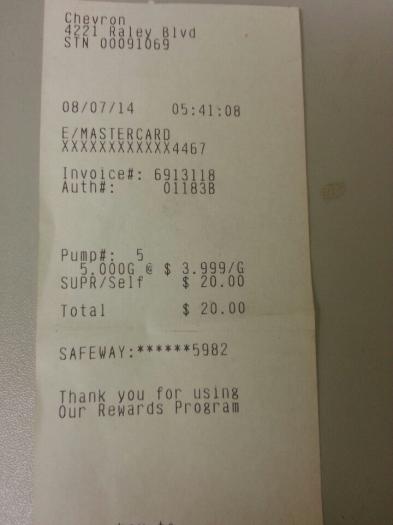 Chevron
4221 Raley Blvd
STN 00091069
08/07/14 05:41:08
E/MASTERCARD
XXXXXXXXXXXX4467
Invoice#: 6913118
Auth#: 01183B
Pump#: 5
5.000G @ $ 3.999/G
SUPR/Self $ 20.00
Total $ 20.00
SAFEWAY:******5982
Thank you for using
Our Rewards Program